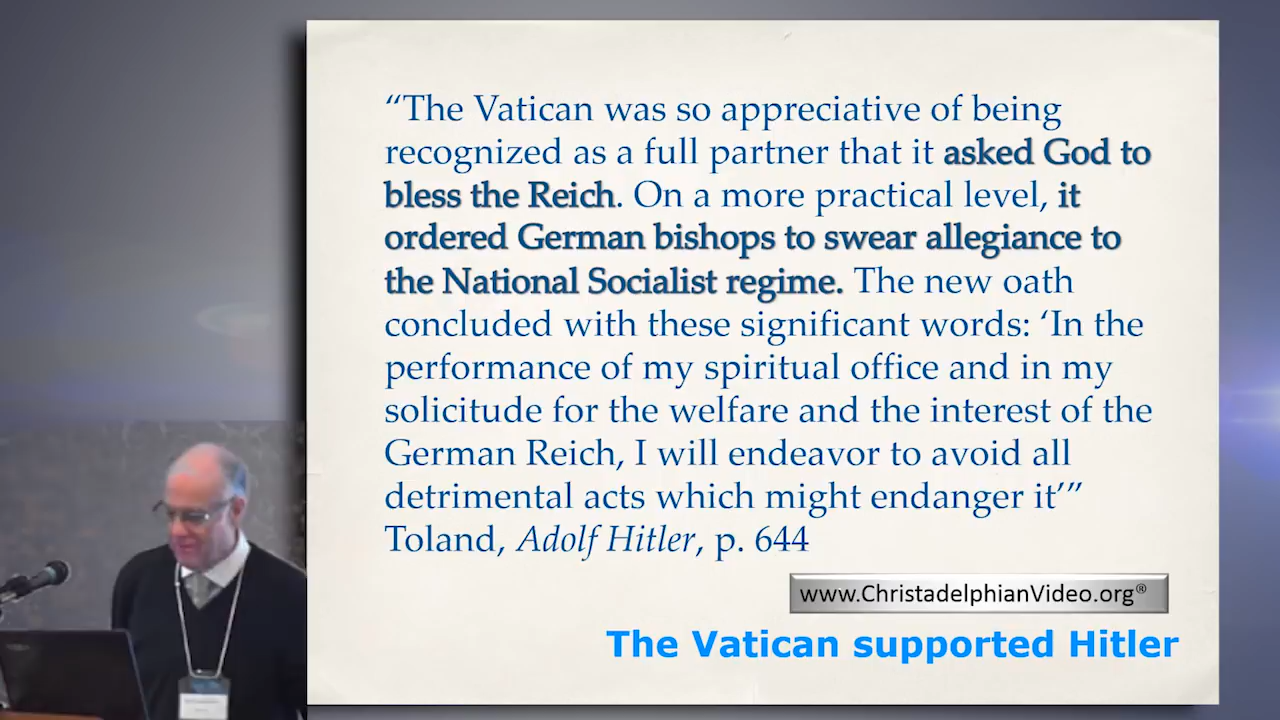 “The Vatican was so appreciative of being
recognized as a full partner that it asked God to
bless the Reich. On a more practical level, it
ordered German bishops to swear allegiance to
the National Socialist regime. The new oath
concluded with these significant words: ‘In the
performance of my spiritual office and in my
solicitude for the welfare and the interest of the
German Reich, I will endeavor to avoid all
detrimental acts which might endanger it’”
Toland, Adolf Hitler, p. 644
www.ChristadelphianVideo.org®
The Vatican supported Hitler